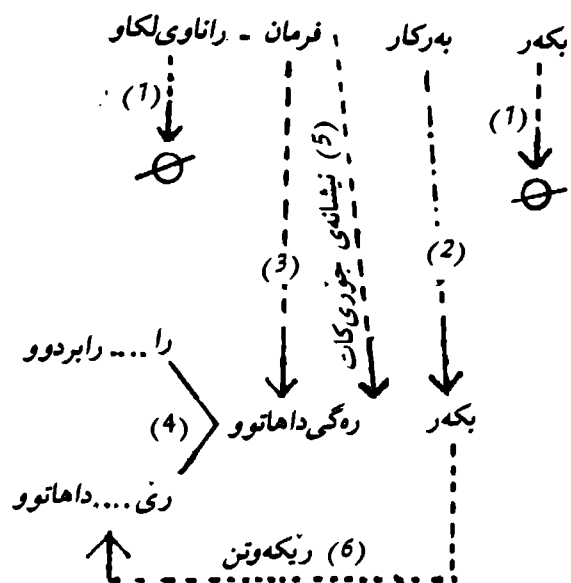 بکەر    بەرکار    فرمان - راناوی لکاو
(1)    (1)
∅    ∅
(5) نیشانەی جۆری کات
(2)    (3)
را .... رابردوو
بکەر    رەگی داهاتوو    (4)
رێ .... داهاتوو
(6) رێکەوتن